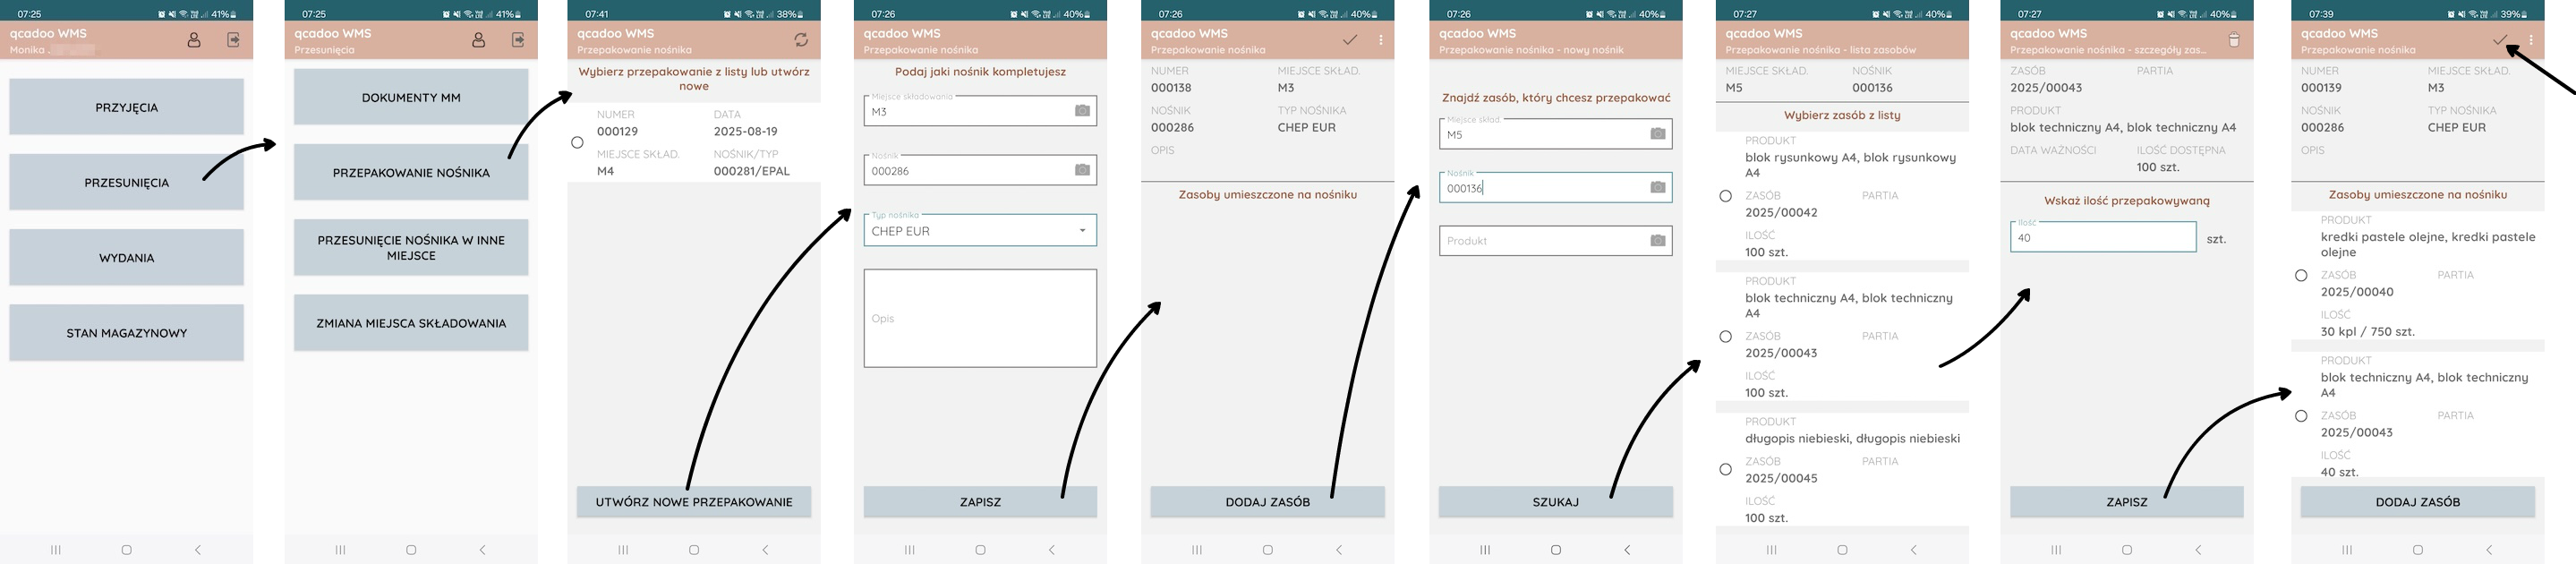 07:25
41%
qcadoo WMS
Monika
PRZYJĘCIA
PRZESUNIĘCIA
WYDANIA
STAN MAGAZYNOWY
07:25
41%
qcadoo WMS
Przesunięcia
DOKUMENTY MM
PRZEPAKOWANIE NOŚNIKA
PRZESUNIĘCIE NOŚNIKA W INNE
MIEJSCE
ZMIANA MIEJSCA SKŁADOWANIA
07:41
38%
qcadoo WMS
Przepakowanie nośnika
Wybierz przepakowanie z listy lub utwórz
nowe
NUMER DATA
000129 2025-08-19
MIEJSCE SKŁAD. NOŚNIK/TYP
M4 000281/EPAL
UTWÓRZ NOWE PRZEPAKOWANIE
07:26
40%
qcadoo WMS
Przepakowanie nośnika
Podaj jaki nośnik kompletujesz
Miejsce składowania
M3
Nośnik
000286
Typ nośnika
CHEP EUR
Opis
ZAPISZ
07:26
40%
qcadoo WMS
Przepakowanie nośnika
NUMER MIEJSCE SKŁAD.
000138 M3
NOŚNIK TYP NOŚNIKA
000286 CHEP EUR
OPIS
Zasoby umieszczone na nośniku
DODAJ ZASÓB
07:26
40%
qcadoo WMS
Przepakowanie nośnika - nowy nośnik
Znajdź zasób, który chcesz przepakować
Miejsce skład.
M5
Nośnik
000136
Produkt
SZUKAJ
07:27
40%
qcadoo WMS
Przepakowanie nośnika - lista zasobów
MIEJSCE SKŁAD. NOŚNIK
M5 000136
Wybierz zasób z listy
PRODUKT
blok rysunkowy A4, blok rysunkowy
A4
ZASÓB PARTIA
2025/00042
ILOŚĆ
100 szt.
PRODUKT
blok techniczny A4, blok techniczny
A4
ZASÓB PARTIA
2025/00043
ILOŚĆ
100 szt.
PRODUKT
długopis niebieski, długopis niebieski
ZASÓB PARTIA
2025/00045
ILOŚĆ
100 szt.
07:27
40%
qcadoo WMS
Przepakowanie nośnika - szczegóły zas...
ZASÓB PARTIA
2025/00043
PRODUKT
blok techniczny A4, blok techniczny A4
DATA WAŻNOŚCI ILOŚĆ DOSTĘPNA
100 szt.
Wskaż ilość przepakowywaną
Ilość
40 szt.
ZAPISZ
07:39
39%
qcadoo WMS
Przepakowanie nośnika
NUMER MIEJSCE SKŁAD.
000139 M3
NOŚNIK TYP NOŚNIKA
000286 CHEP EUR
OPIS
Zasoby umieszczone na nośniku
PRODUKT
kredki pastele olejne, kredki pastele
olejne
ZASÓB PARTIA
2025/00040
ILOŚĆ
30 kpl / 750 szt.
PRODUKT
blok techniczny A4, blok techniczny
A4
ZASÓB PARTIA
2025/00043
ILOŚĆ
40 szt.
DODAJ ZASÓB